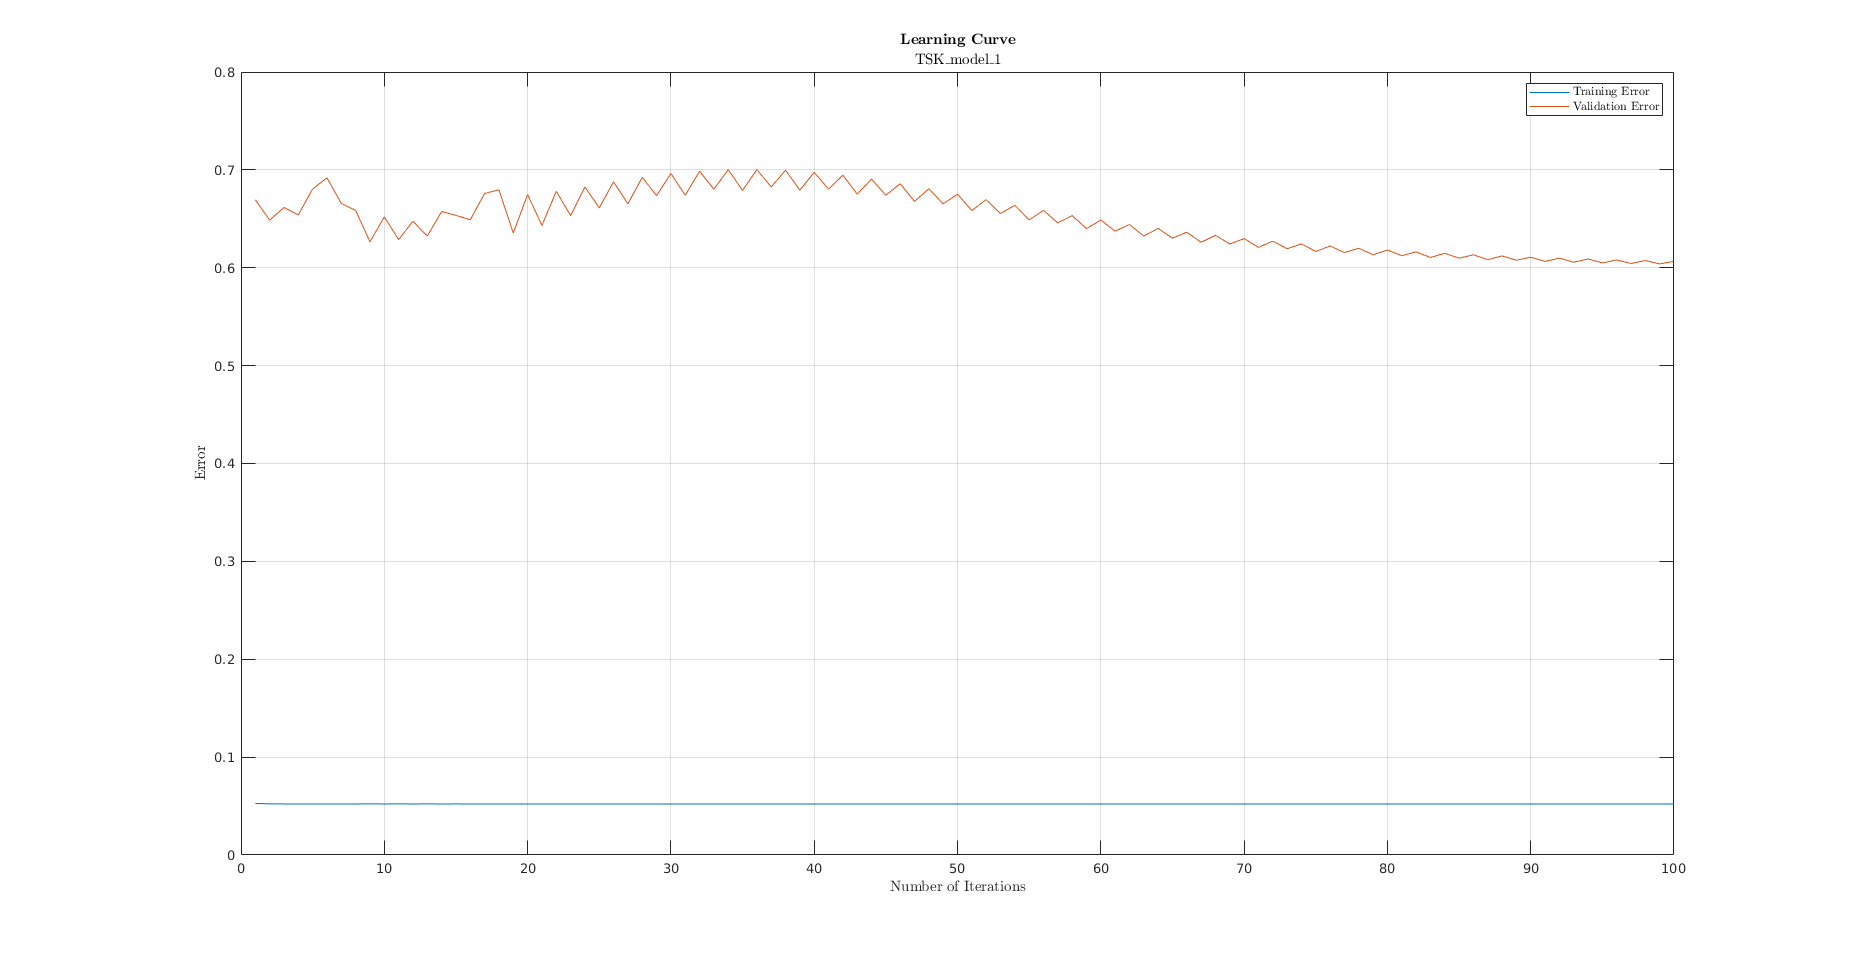 Learning Curve
TSK_model_1
Training Error
Validation Error
0.8
0.7
0.6
0.5
0.4
0.3
0.2
0.1
0
Error
0 10 20 30 40 50 60 70 80 90 100
Number of Iterations